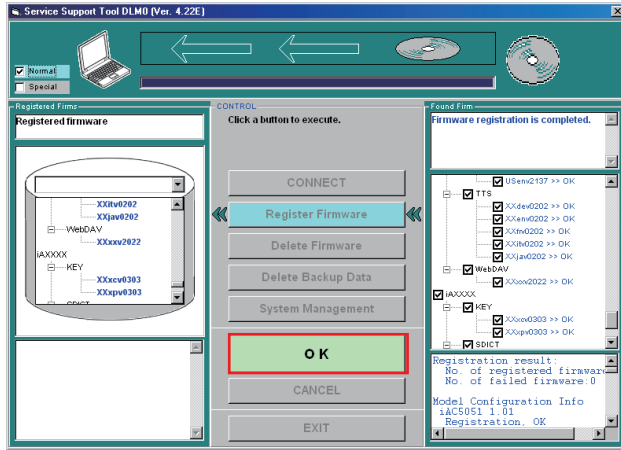 Service Support Tool DLM0 (Ver. 4.22E)
Normal
Special
Registered Firms
Registered firmware
XXitv0202
XXjav0202
WebDAV
XXxxv2022
iAXXXX
KEY
XXxcv0303
XXxpv0303
CONTROL
Click a button to execute.
CONNECT
Register Firmware
Delete Firmware
Delete Backup Data
System Management
O K
CANCEL
EXIT
Found Firm
Firmware registration is completed.
USenv2137 >> OK
TTS
XXdev0202 >> OK
XXenv0202 >> OK
XXfrv0202 >> OK
XXitv0202 >> OK
XXjav0202 >> OK
WebDAV
XXxxv2022 >> OK
iAXXXX
KEY
XXxcv0303 >> OK
XXxpv0303 >> OK
SDICT
Registration result:
No. of registered firmware
No. of failed firmware:0
Model Configuration Info
iAC5051 1.01
Registration, OK